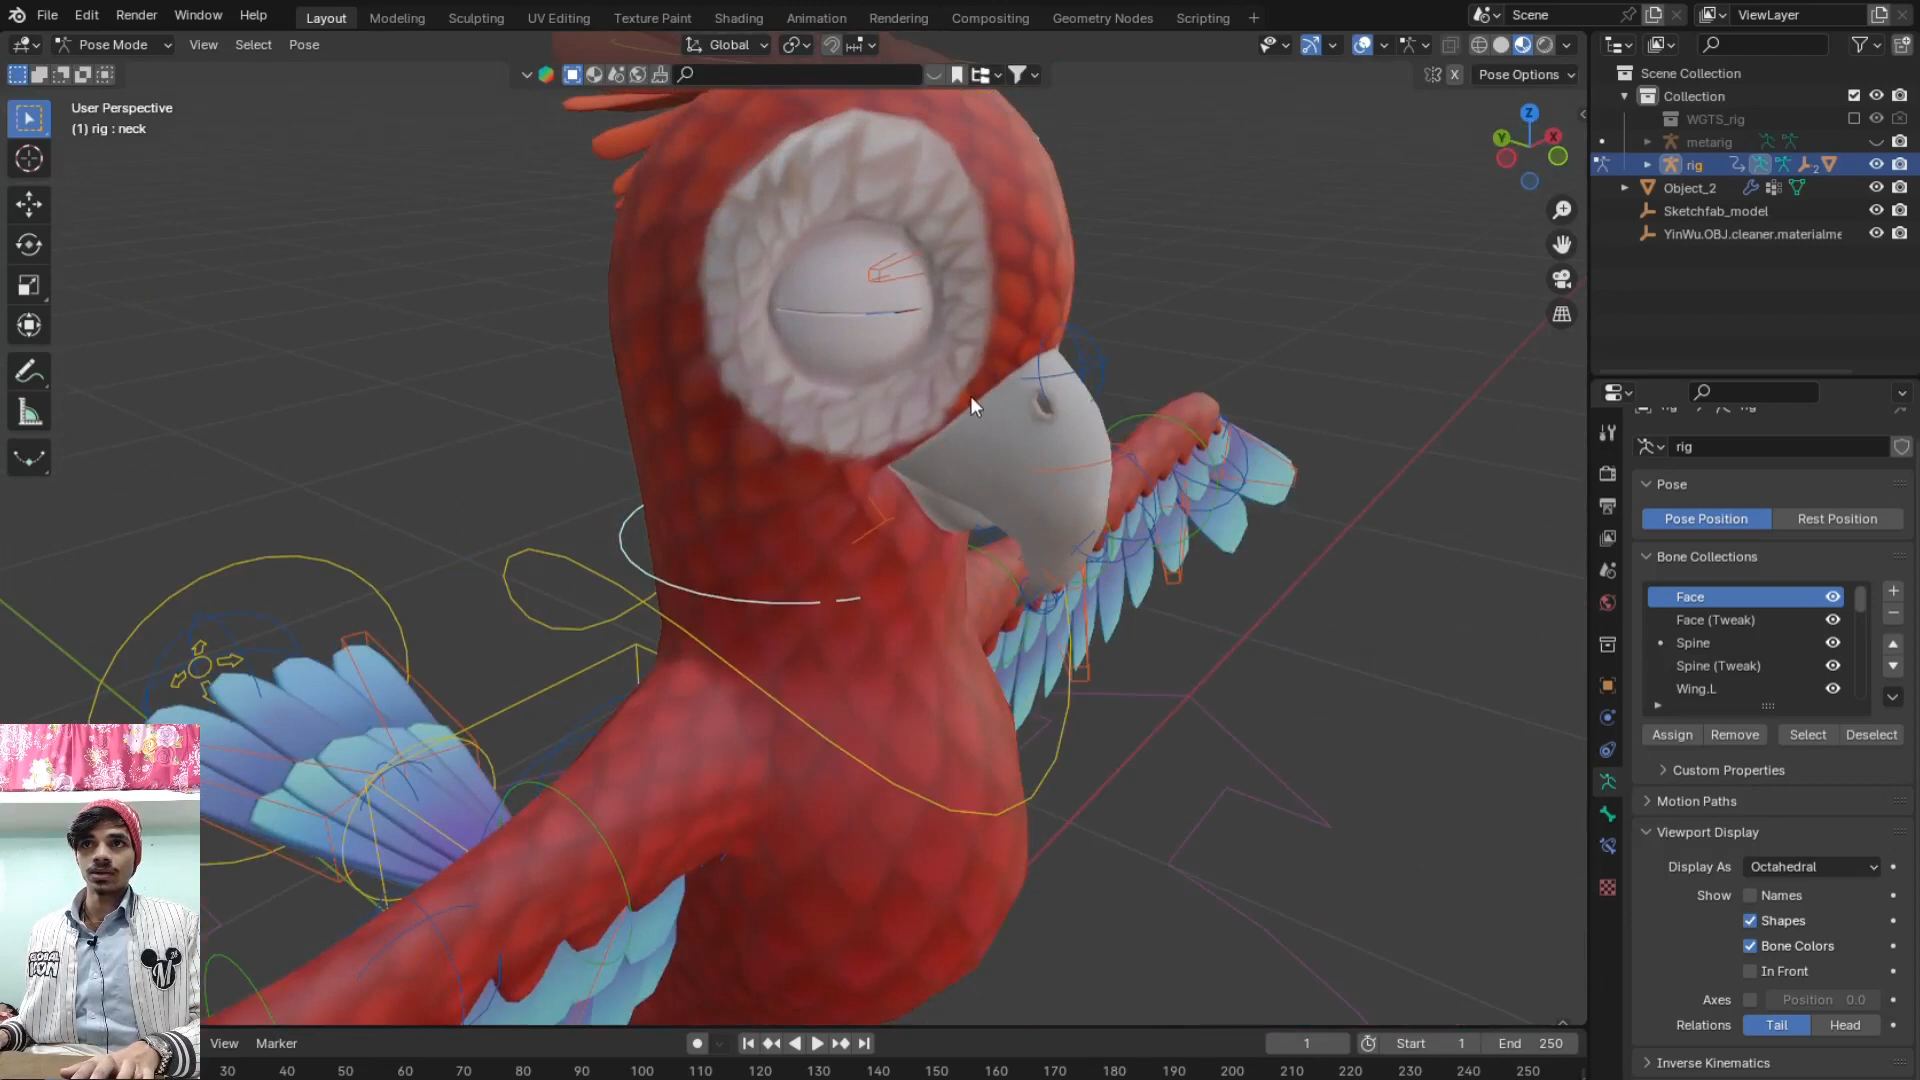 File Edit Render Window Help Layout Modeling Sculpting UV Editing Texture Paint Shading Animation Rendering Compositing Geometry Nodes Scripting Scene ViewLayer
Pose Mode View Select Pose Global
X Pose Options
User Perspective
(1) rig : neck
Z
Y X
Scene Collection
Collection
WGTS_rig
metarig
rig 2
Object_2
Sketchfab_model
YinWu.OBJ.cleaner.materialme
rig
Pose
Pose Position Rest Position
Bone Collections
Face
Face (Tweak)
Spine
Spine (Tweak)
Wing.L
Assign Remove Select Deselect
Custom Properties
Motion Paths
Viewport Display
Display As Octahedral
Show Names
Shapes
Bone Colors
In Front
Axes Position 0.0
Relations Tail Head
Inverse Kinematics
View Marker 1 Start 1 End 250
30 40 50 60 70 80 90 100 110 120 130 140 150 160 170 180 190 200 210 220 230 240 250
GLOBAL
ICON
M